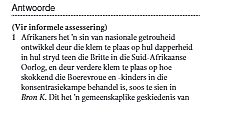 Antwoorde
(Vir informele assessering)
1 Afrikaners het 'n sin van nasionale getrouheid
ontwikkel deur die klem te plaas op hul dapperheid
in hul stryd teen die Britte in die Suid-Afrikaanse
Oorlog, en deur verdere klem te plaas op hoe
skokkend die Boerevroue en -kinders in die
konsentrasiekampe behandel is, soos te sien in
Bron K. Dit het 'n gemeenskaplike geskiedenis van